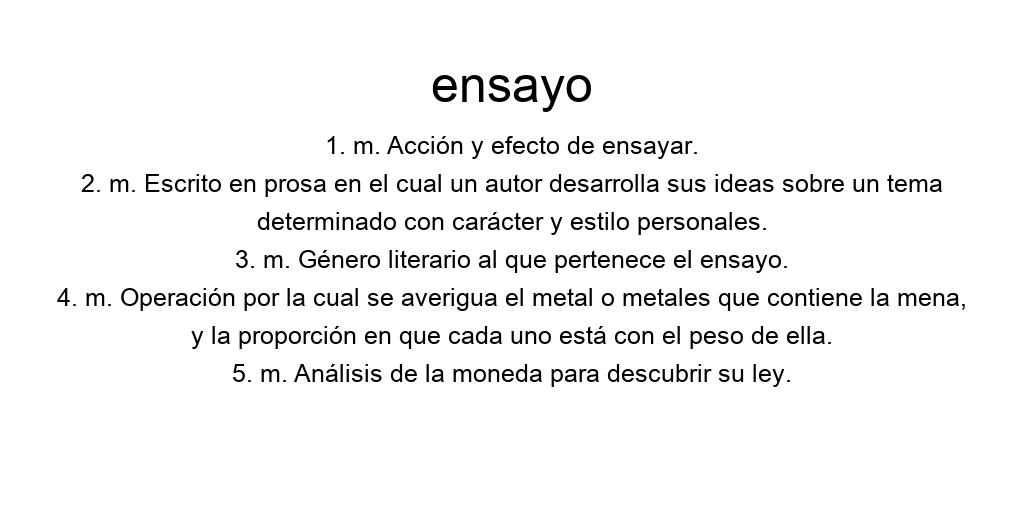 ensayo
1. m. Acción y efecto de ensayar.
2. m. Escrito en prosa en el cual un autor desarrolla sus ideas sobre un tema
determinado con carácter y estilo personales.
3. m. Género literario al que pertenece el ensayo.
4. m. Operación por la cual se averigua el metal o metales que contiene la mena,
y la proporción en que cada uno está con el peso de ella.
5. m. Análisis de la moneda para descubrir su ley.